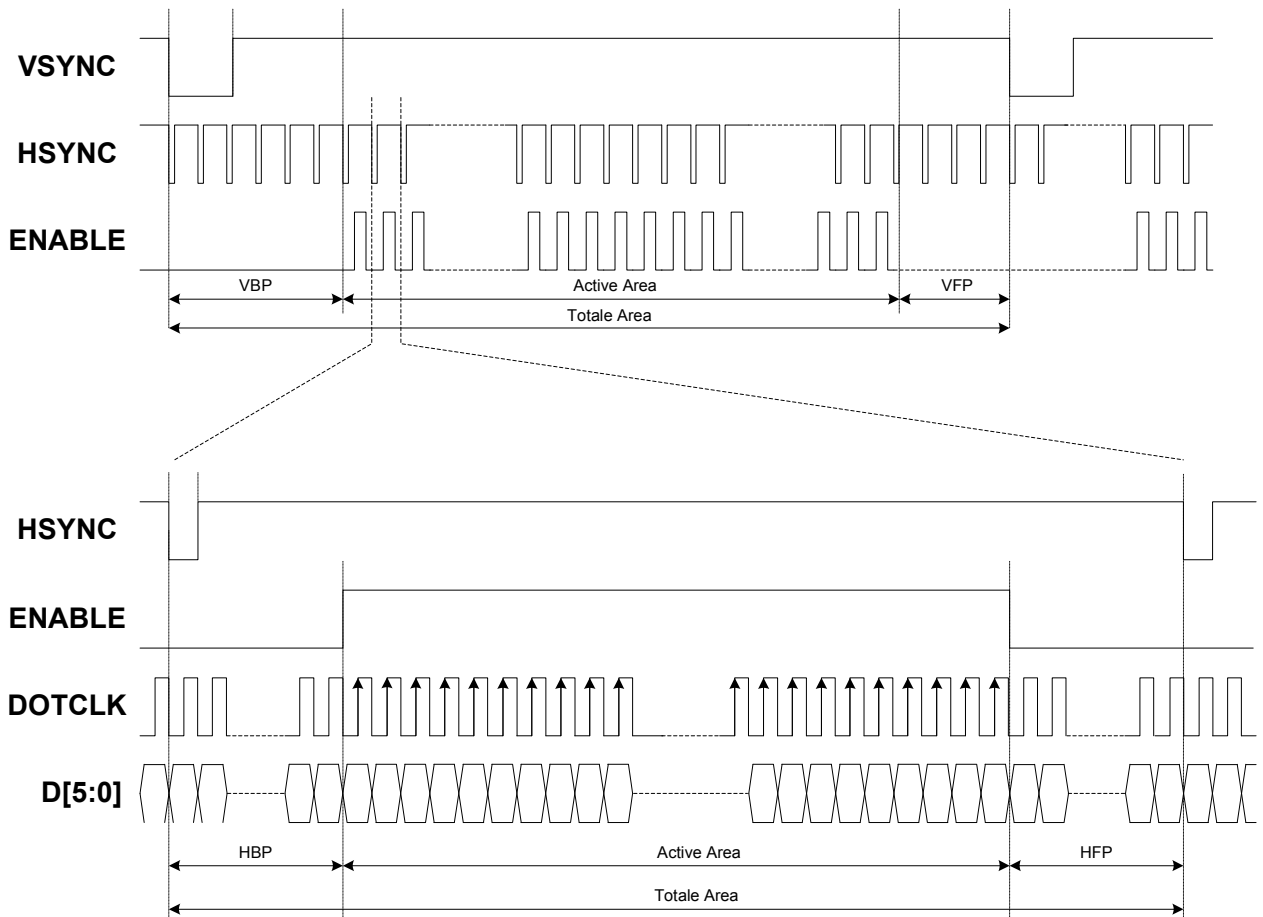 VSYNC
HSYNC
ENABLE
VBP Active Area VFP
Totale Area
HSYNC
ENABLE
DOTCLK
D[5:0]
HBP Active Area HFP
Totale Area